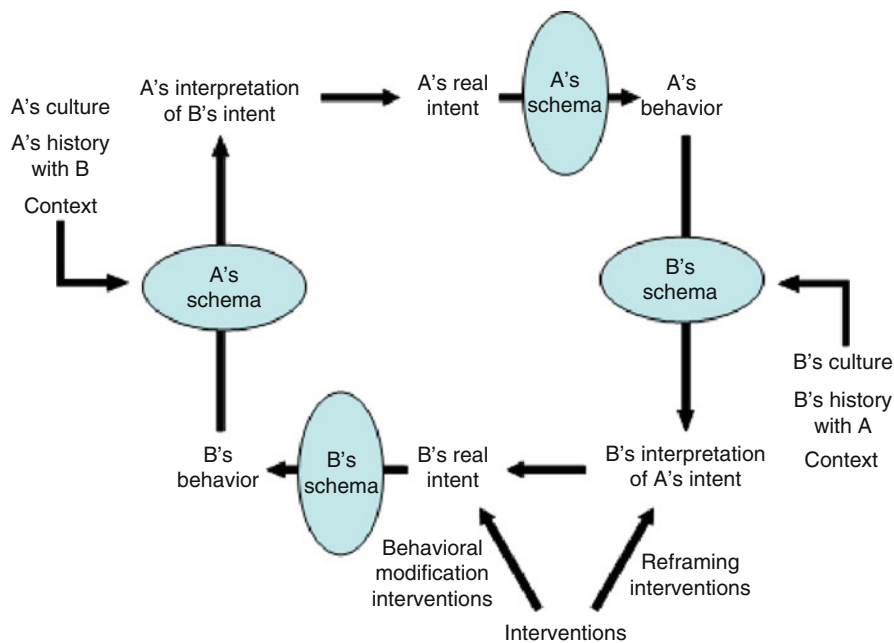 A's culture
A's history
with B
Context
A's interpretation
of B's intent
A's real
intent
A's
schema
A's
behavior
A's
schema
B's
schema
B's culture
B's history
with A
Context
B's
behavior
B's
schema
B's real
intent
B's interpretation
of A's intent
Behavioral
modification
interventions
Reframing
interventions
Interventions